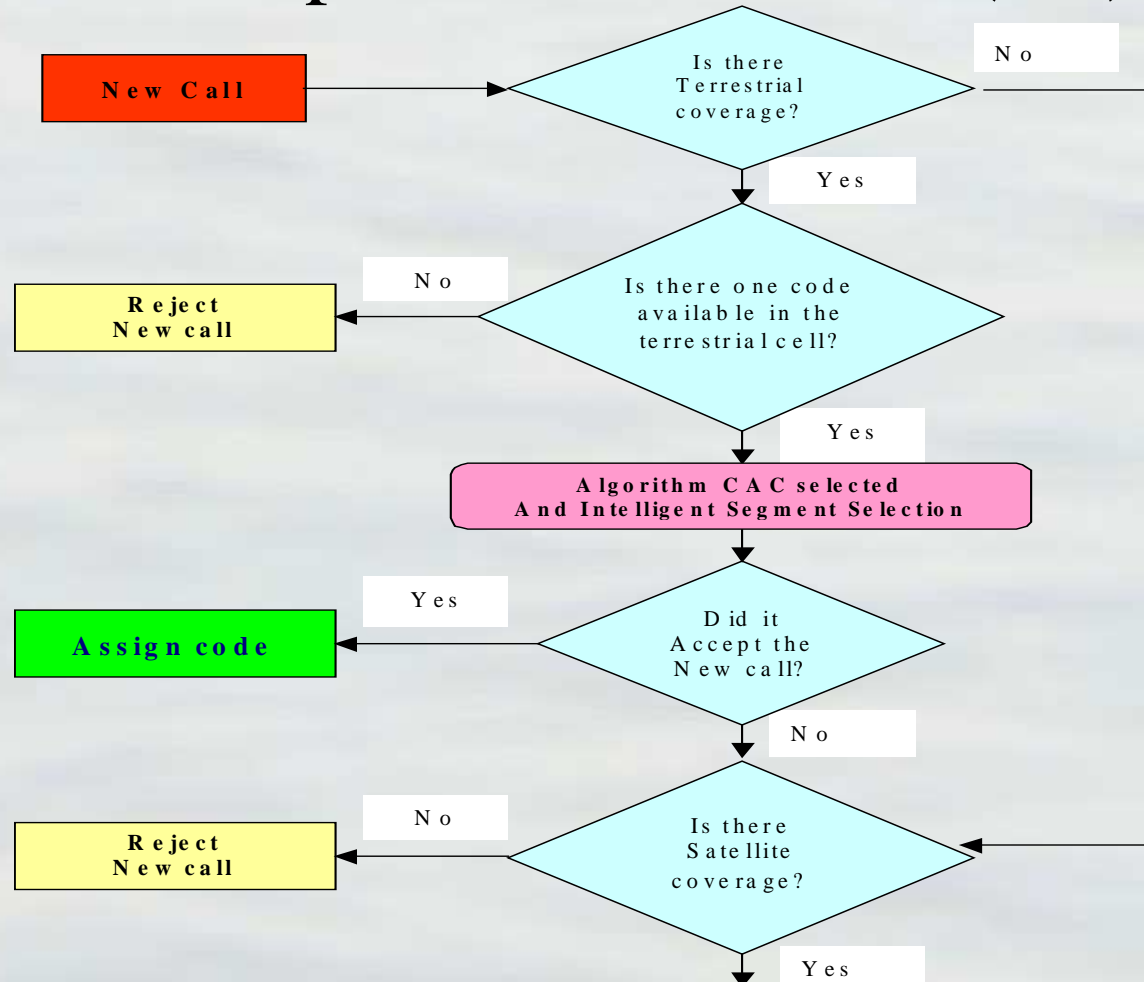 Is there
Terrestrial
coverage?
No
New Call
Yes
Is there one code
available in the
terrestrial cell?
No
Reject
New call
Yes
Algorithm CAC selected
And Intelligent Segment Selection
Did it
Accept the
New call?
Yes
Assign code
No
Is there
Satellite
coverage?
No
Reject
New call
Yes